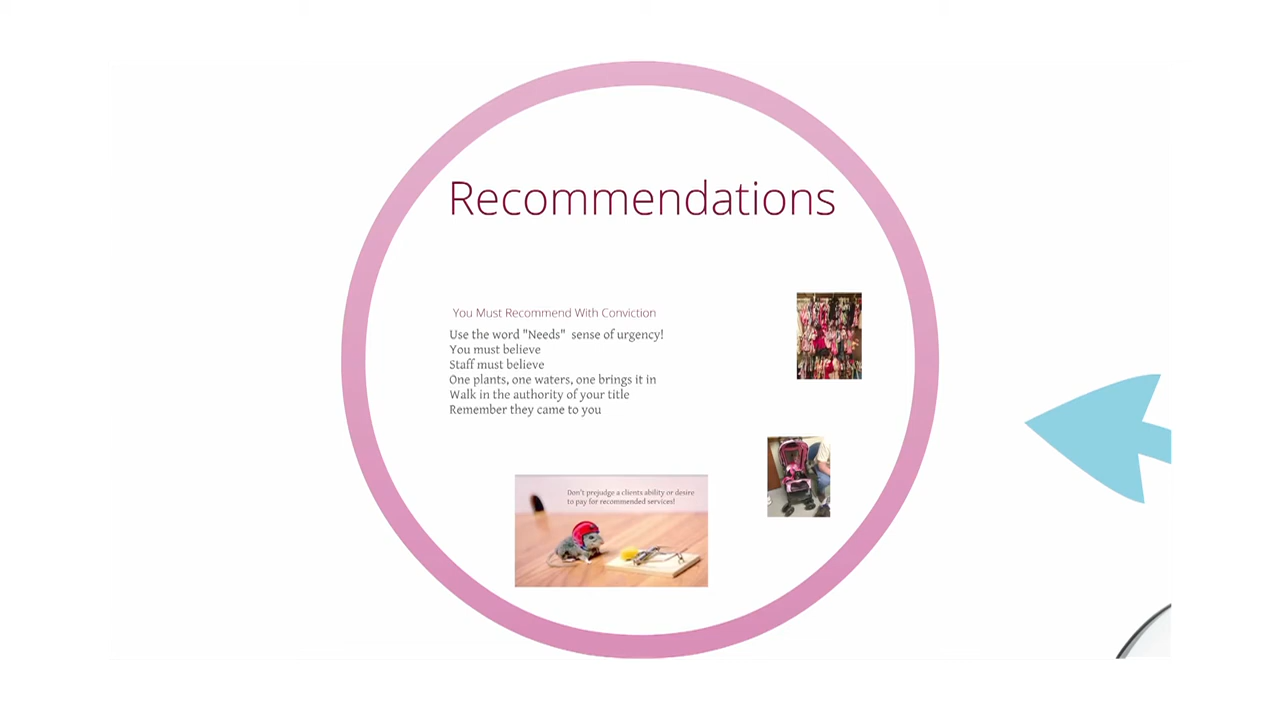 Recommendations
You Must Recommend With Conviction
Use the word "Needs"  sense of urgency!
You must believe
Staff must believe
One plants, one waters, one brings it in
Walk in the authority of your title
Remember they came to you
Don't prejudge a clients ability or desire
to pay for recommended services!